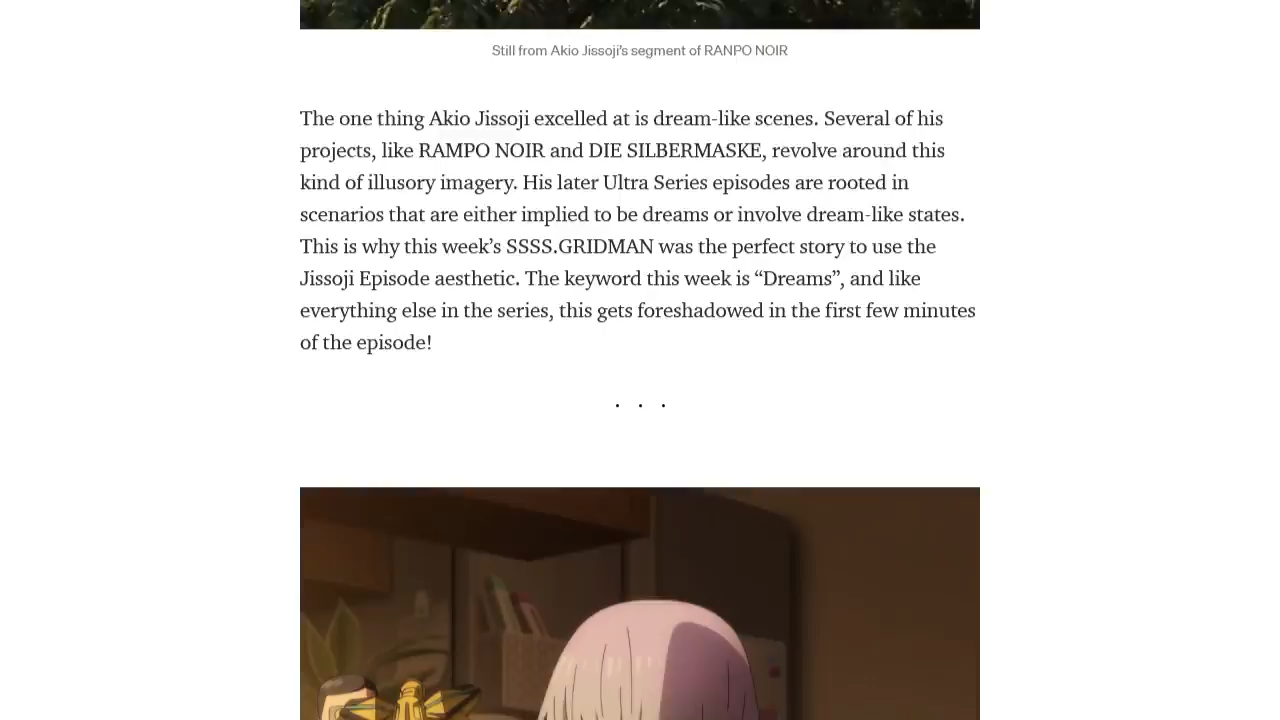 Still from Akio Jissoji's segment of RANPO NOIR
The one thing Akio Jissoji excelled at is dream-like scenes. Several of his
projects, like RAMPO NOIR and DIE SILBERMASKE, revolve around this
kind of illusory imagery. His later Ultra Series episodes are rooted in
scenarios that are either implied to be dreams or involve dream-like states.
This is why this week’s SSSS.GRIDMAN was the perfect story to use the
Jissoji Episode aesthetic. The keyword this week is “Dreams”, and like
everything else in the series, this gets foreshadowed in the first few minutes
of the episode!
. . .